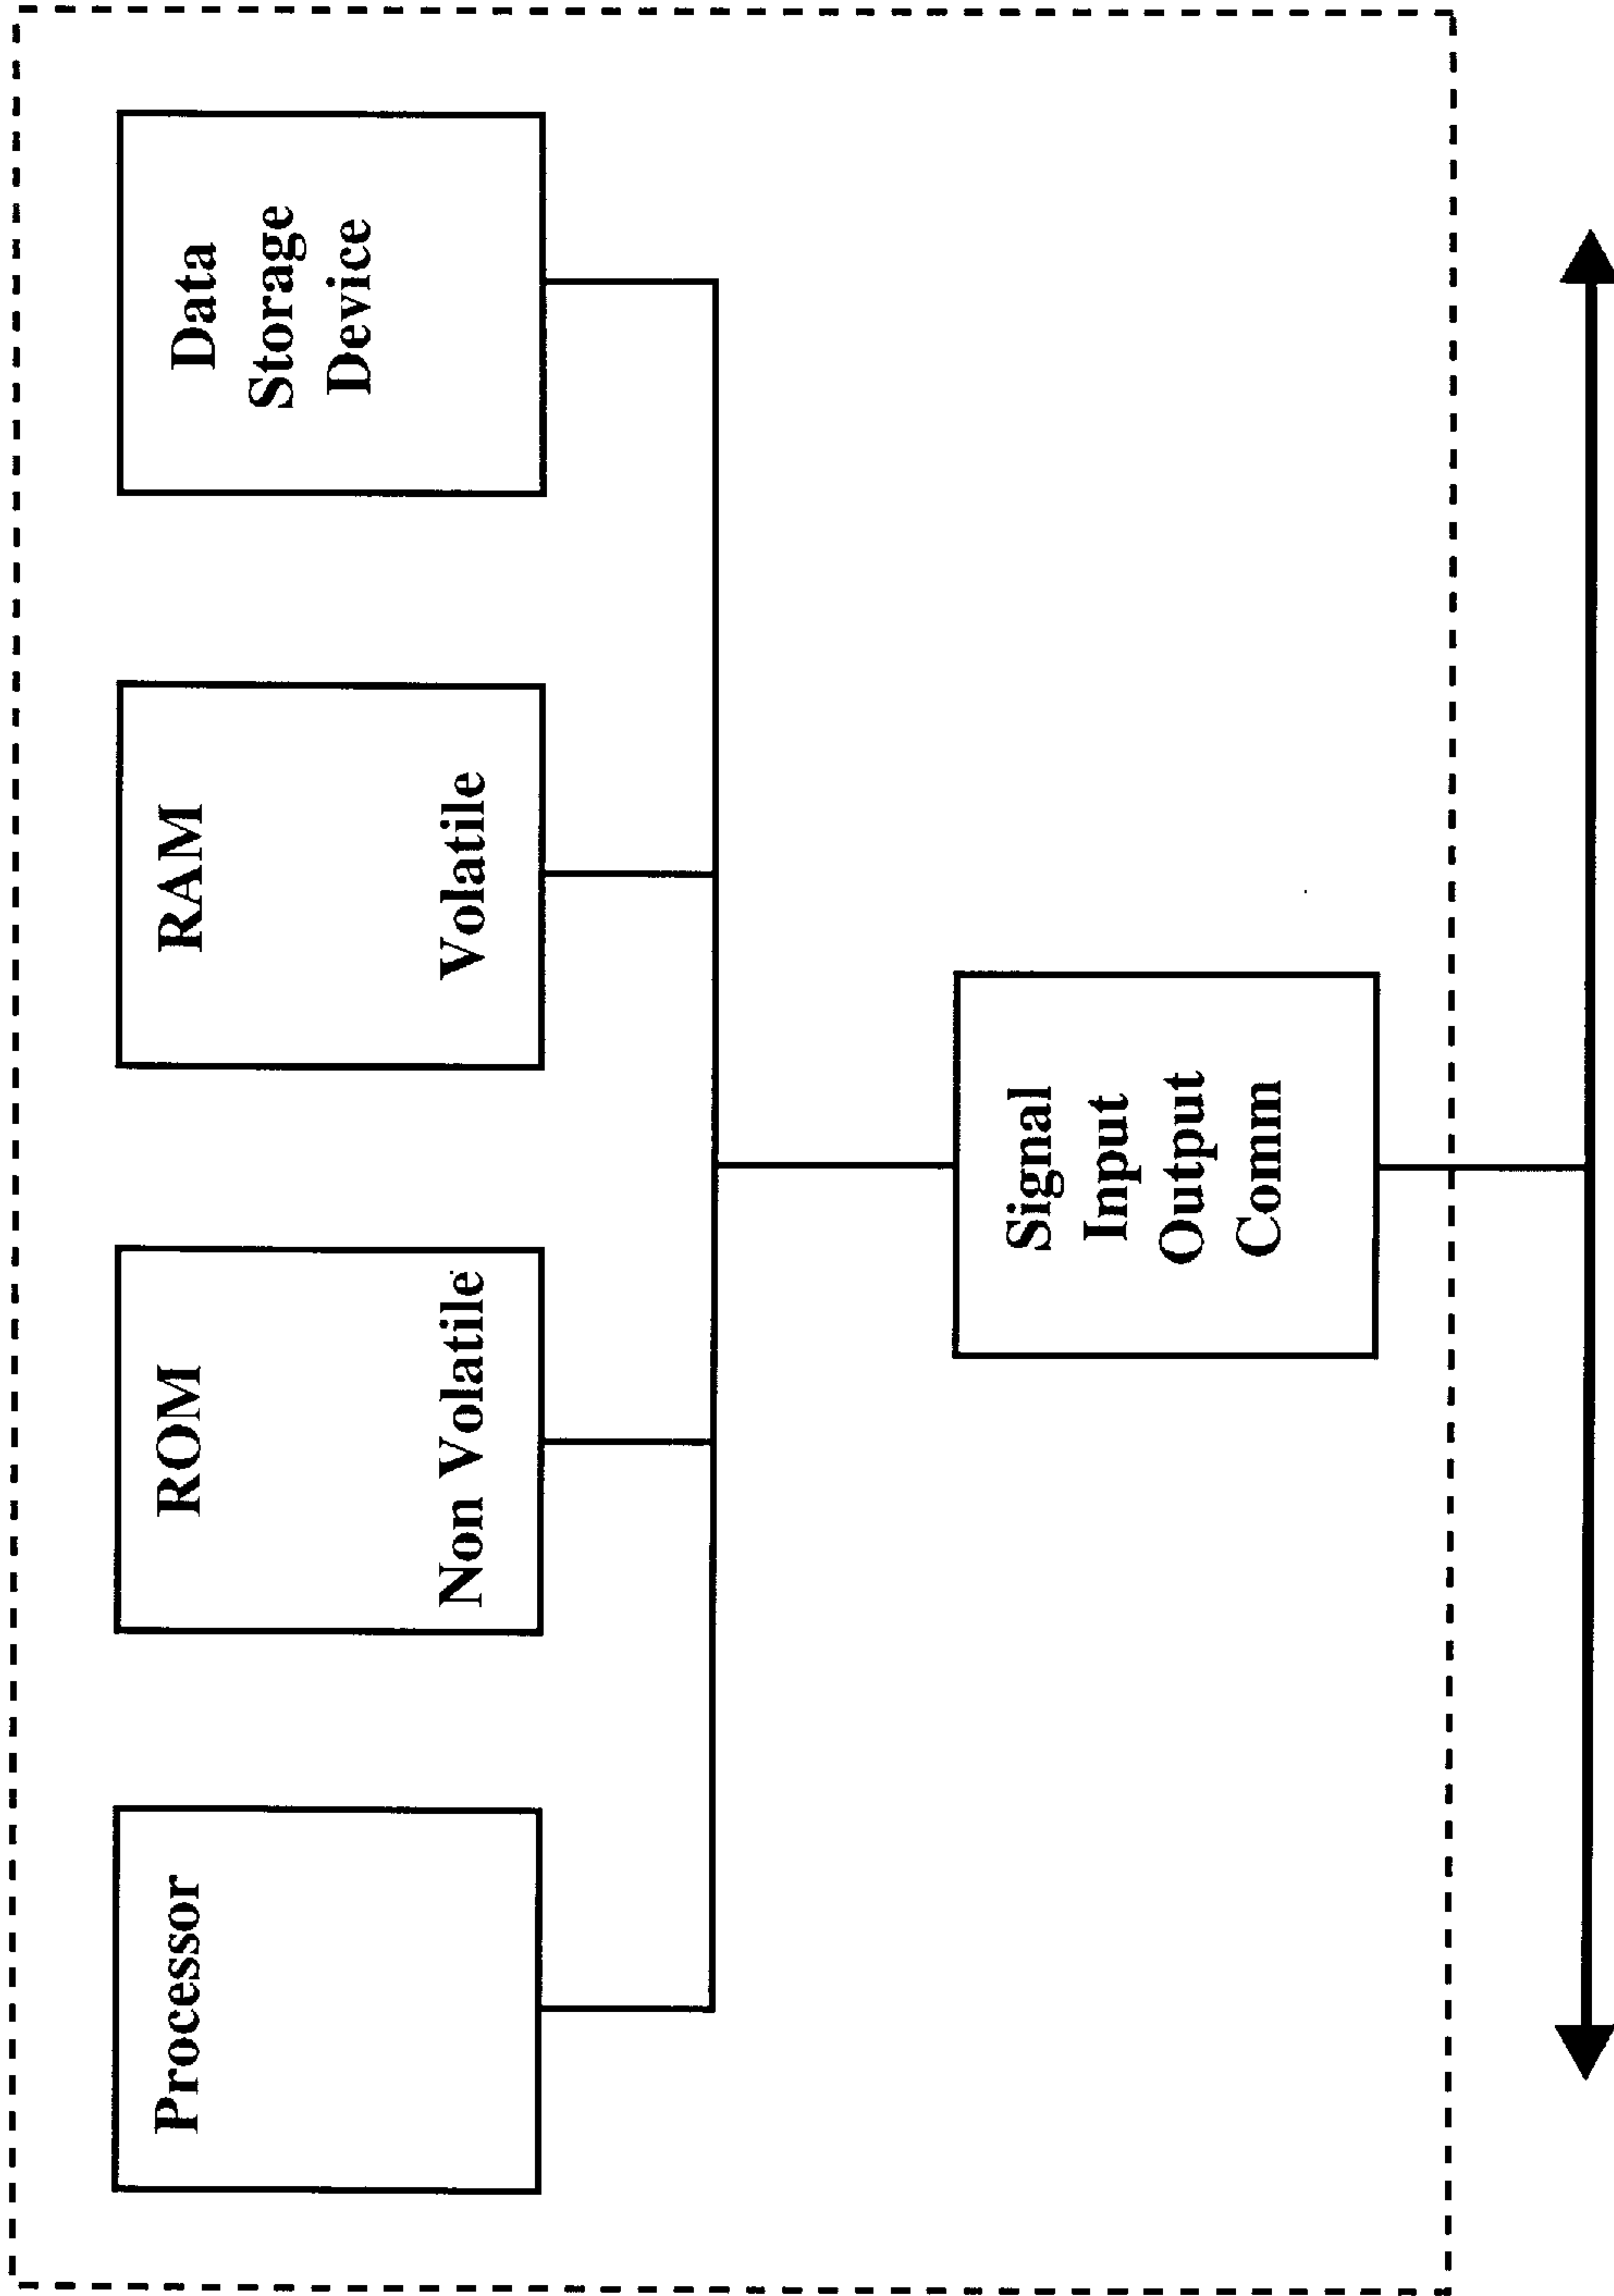 Processor
ROM
Non Volatile
RAM
Volatile
Data
Storage
Device
Signal
Input
Output
Comm